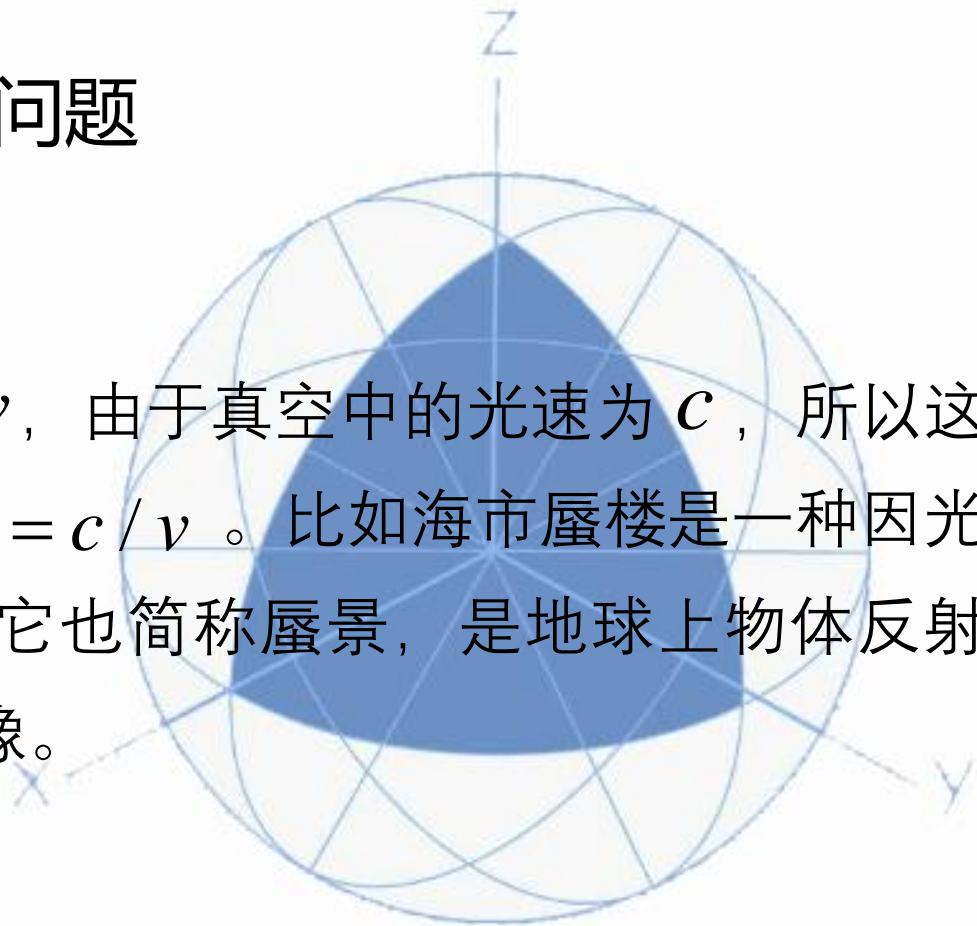 Z
问题
，由于真空中的光速为c，所以这
=c/v。比如海市蜃楼是一种因光
它也简称蜃景，是地球上物体反射
像。
X
Y